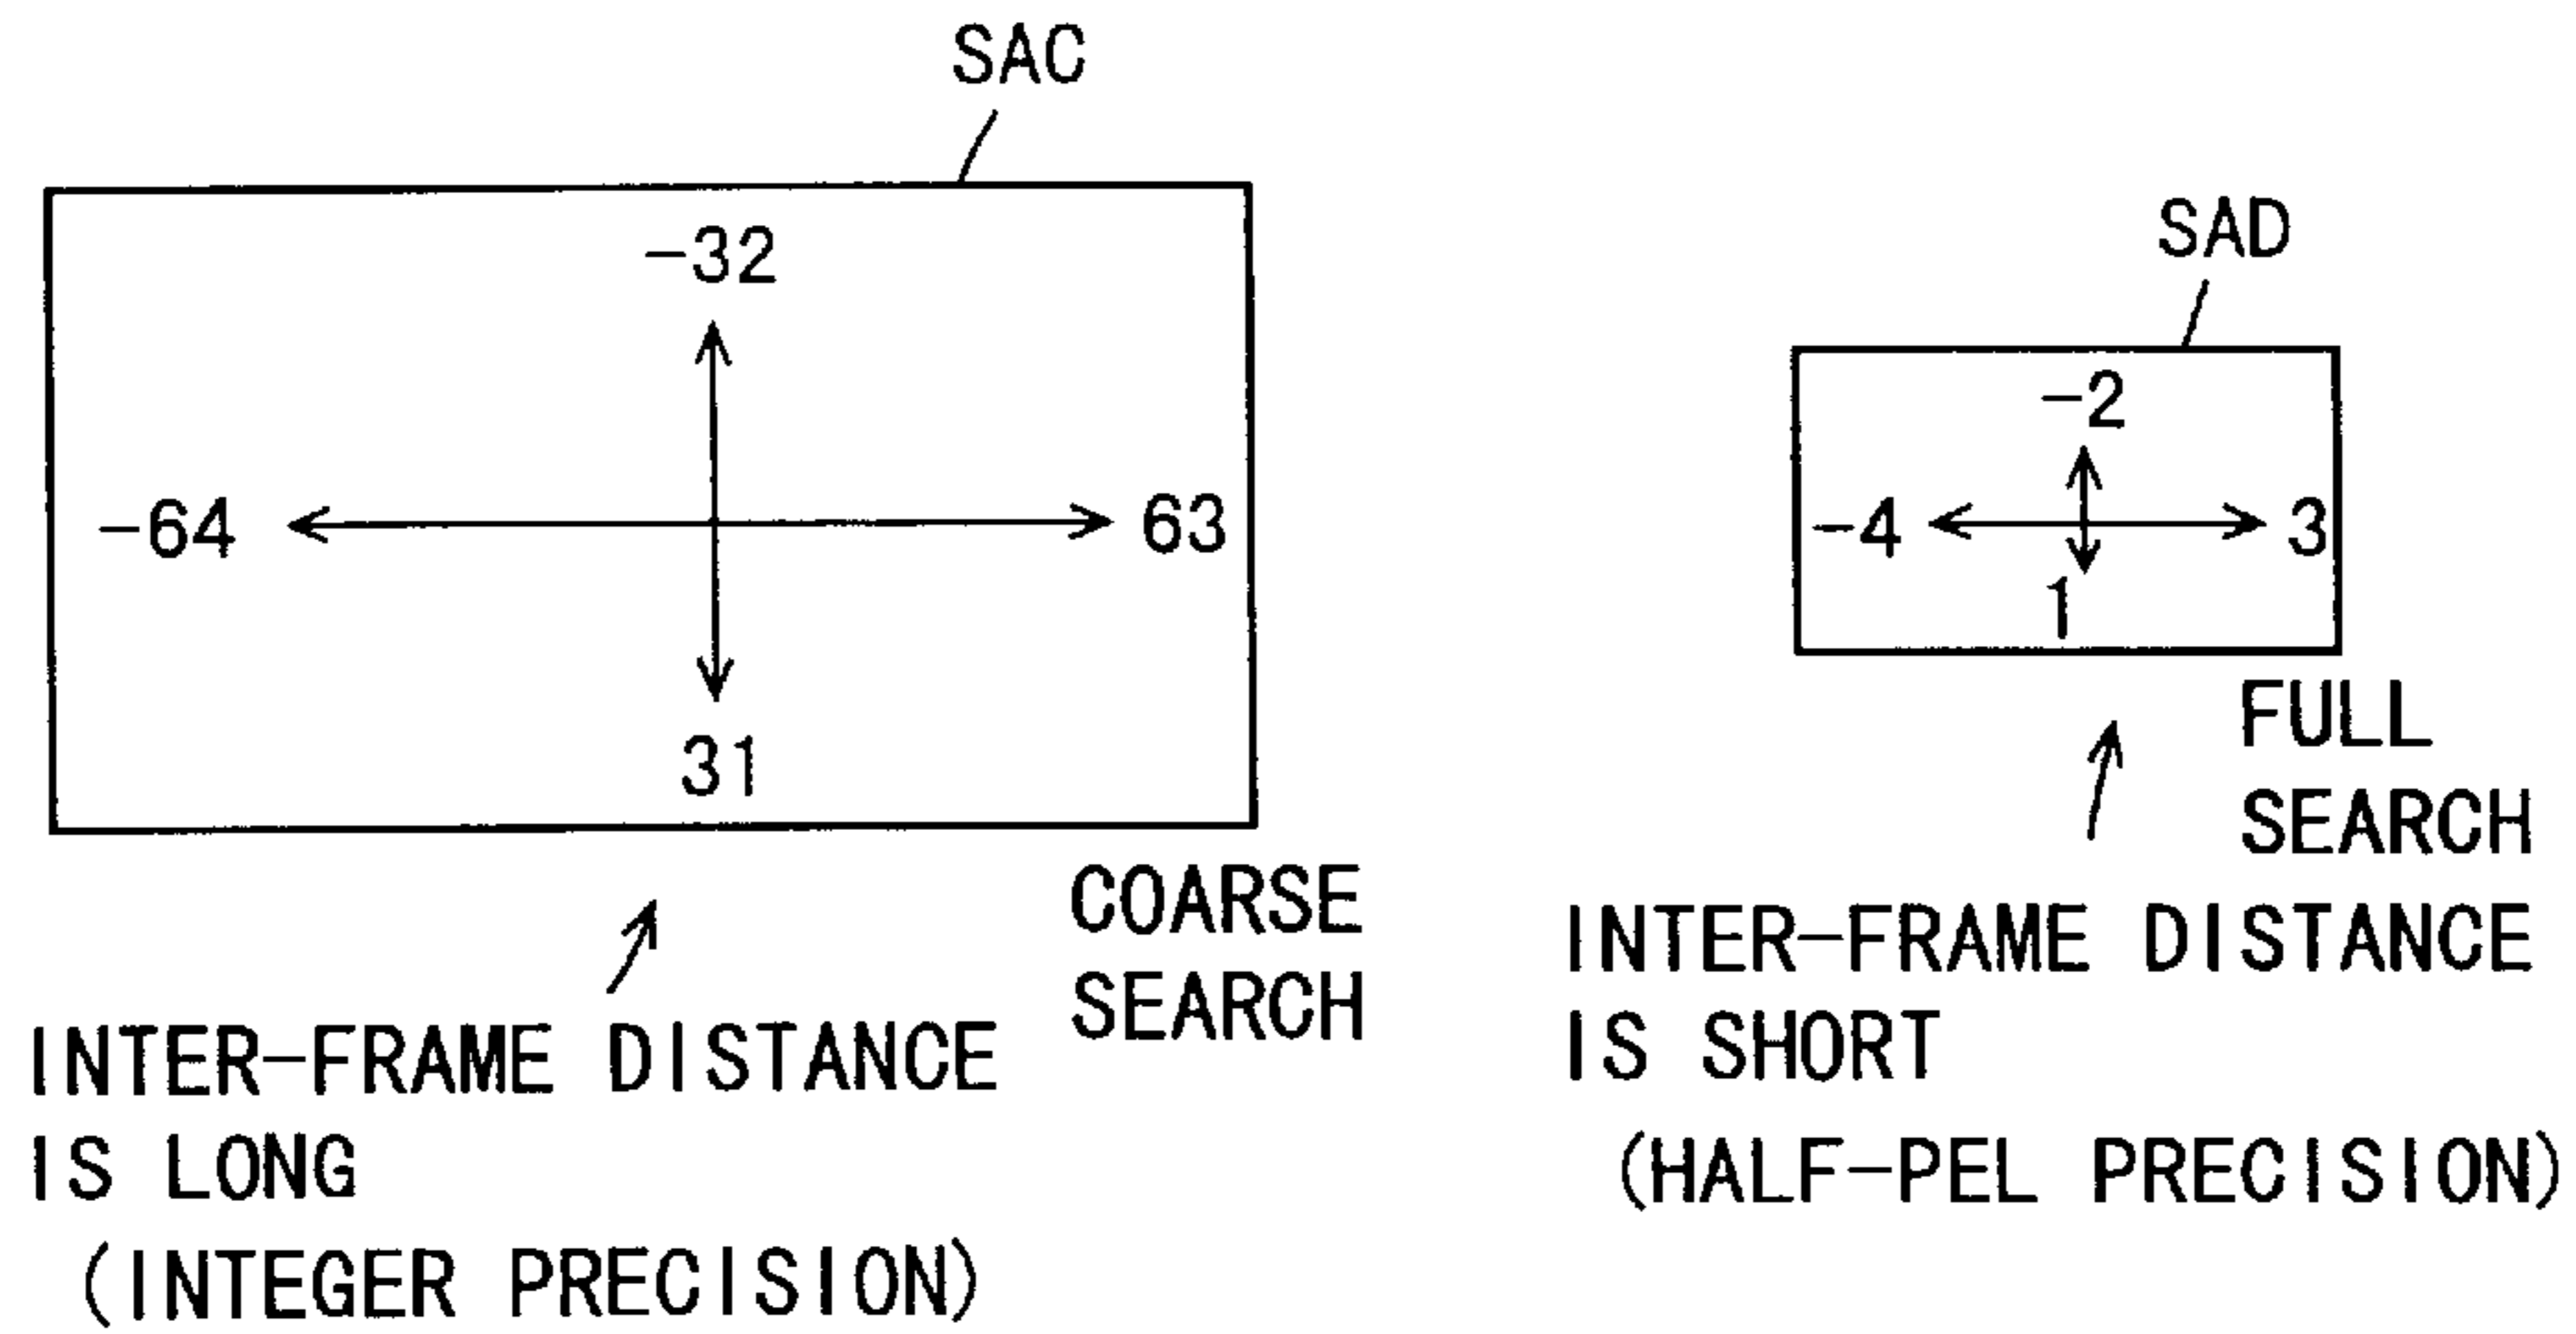 SAC
-32
-64
63
31
COARSE
SEARCH
INTER-FRAME DISTANCE
IS LONG
(INTEGER PRECISION)
SAD
-2
-4
3
1
FULL
SEARCH
INTER-FRAME DISTANCE
IS SHORT
(HALF-PEL PRECISION)